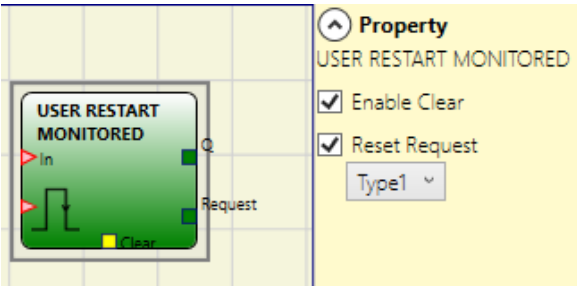 USER RESTART
MONITORED
In
Q
Request
Clear
Property
USER RESTART MONITORED
Enable Clear
Reset Request
Type1